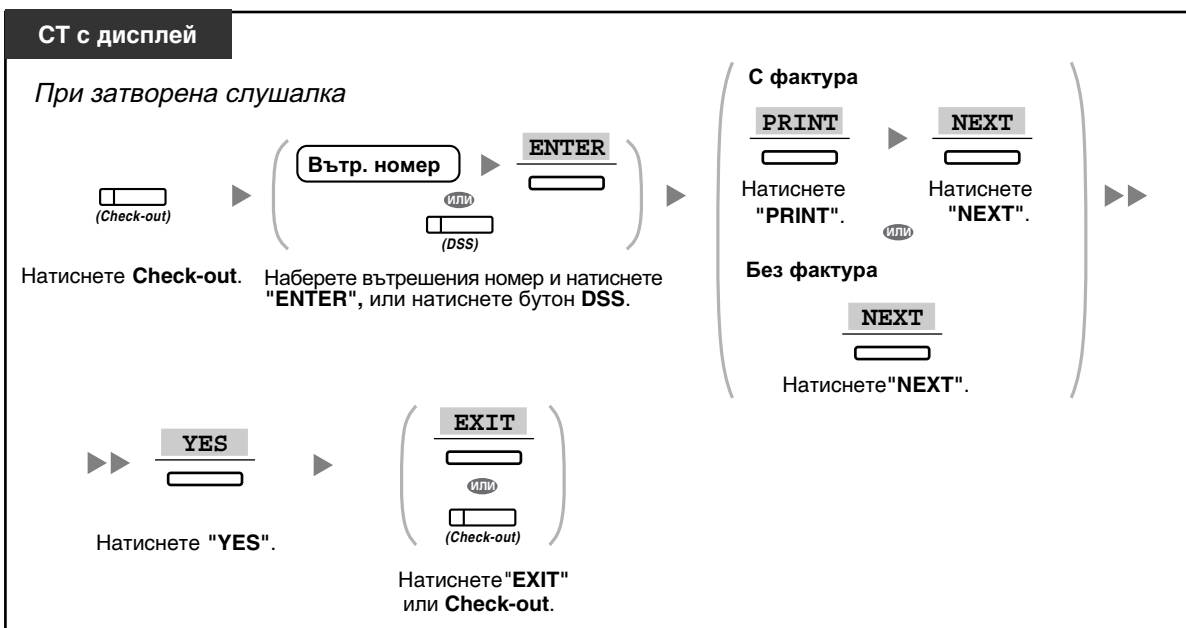 СТ с дисплей
При затворена слушалка
(Check-out)
Натиснете Check-out.
Вътр. номер
ENTER
или
(DSS)
Наберете вътрешения номер и натиснете
"ENTER", или натиснете бутон DSS.
С фактура
PRINT
NEXT
Натиснете
"PRINT".
Натиснете
"NEXT".
или
Без фактура
NEXT
Натиснете"NEXT".
YES
Натиснете "YES".
EXIT
или
(Check-out)
Натиснете"EXIT"
или Check-out.